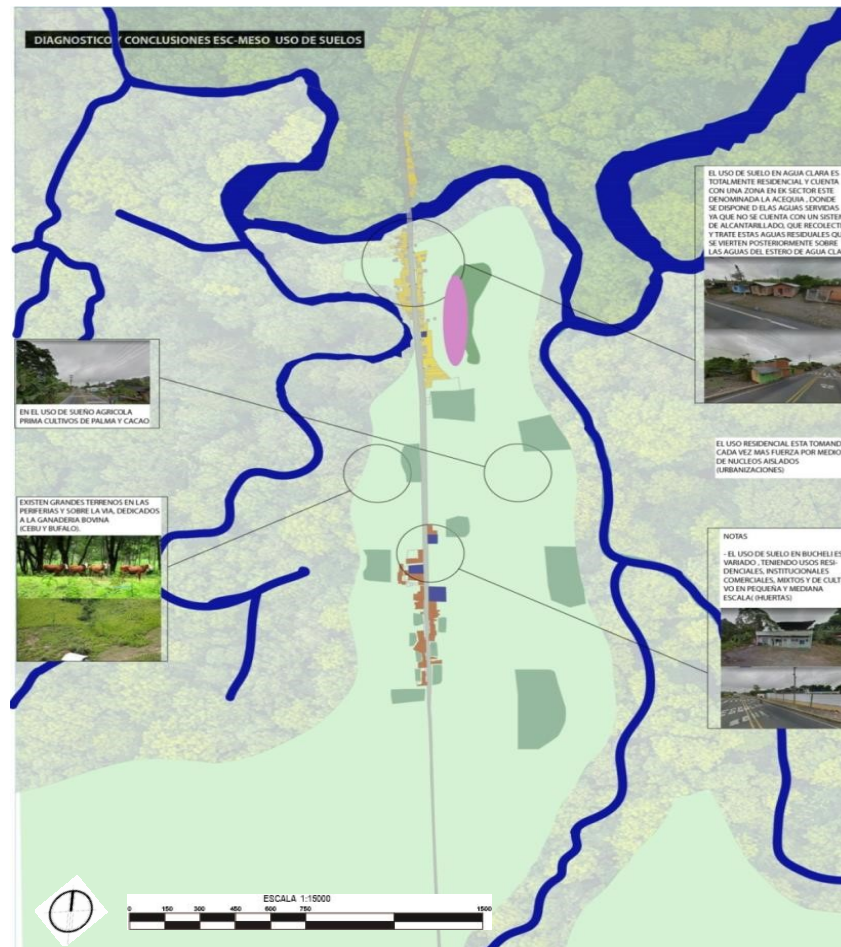 DIAGNOSTICO Y CONCLUSIONES ESC-MESO USO DE SUELOS
EL USO DE SUELO EN AGUA CLARA ES
TOTALMENTE RESIDENCIAL Y CUENTA
CON UNA ZONA EN EK SECTOR ESTE
DENOMINADA LA ACEQUIA , DONDE
SE DISPONE D ELAS AGUAS SERVIDAS
YA QUE NO SE CUENTA CON UN SISTEM
DE ALCANTARILLADO, QUE RECOLECTE
Y TRATE ESTAS AGUAS RESIDUALES QU
SE VIERTEN POSTERIORMENTE SOBRE
LAS AGUAS DEL ESTERO DE AGUA CLA
EN EL USO DE SUEÑO AGRICOLA
PRIMA CULTIVOS DE PALMA Y CACAO
EL USO RESIDENCIAL ESTA TOMAND
CADA VEZ MAS FUERZA POR MEDIO
DE NUCLEOS AISLADOS
(URBANIZACIONES)
EXISTEN GRANDES TERRENOS EN LAS
PERIFERIAS Y SOBRE LA VIA, DEDICADOS
A LA GANADERIA BOVINA
(CEBU Y BUFALO).
NOTAS
- EL USO DE SUELO EN BUCHELI ES
VARIADO , TENIENDO USOS RESI-
DENCIALES, INSTITUCIONALES
COMERCIALES, MIXTOS Y DE CULTI
VO EN PEQUEÑA Y MEDIANA
ESCALA( (HUERTAS)
ESCALA 1:15000
0 150 300 450 600 750 1500